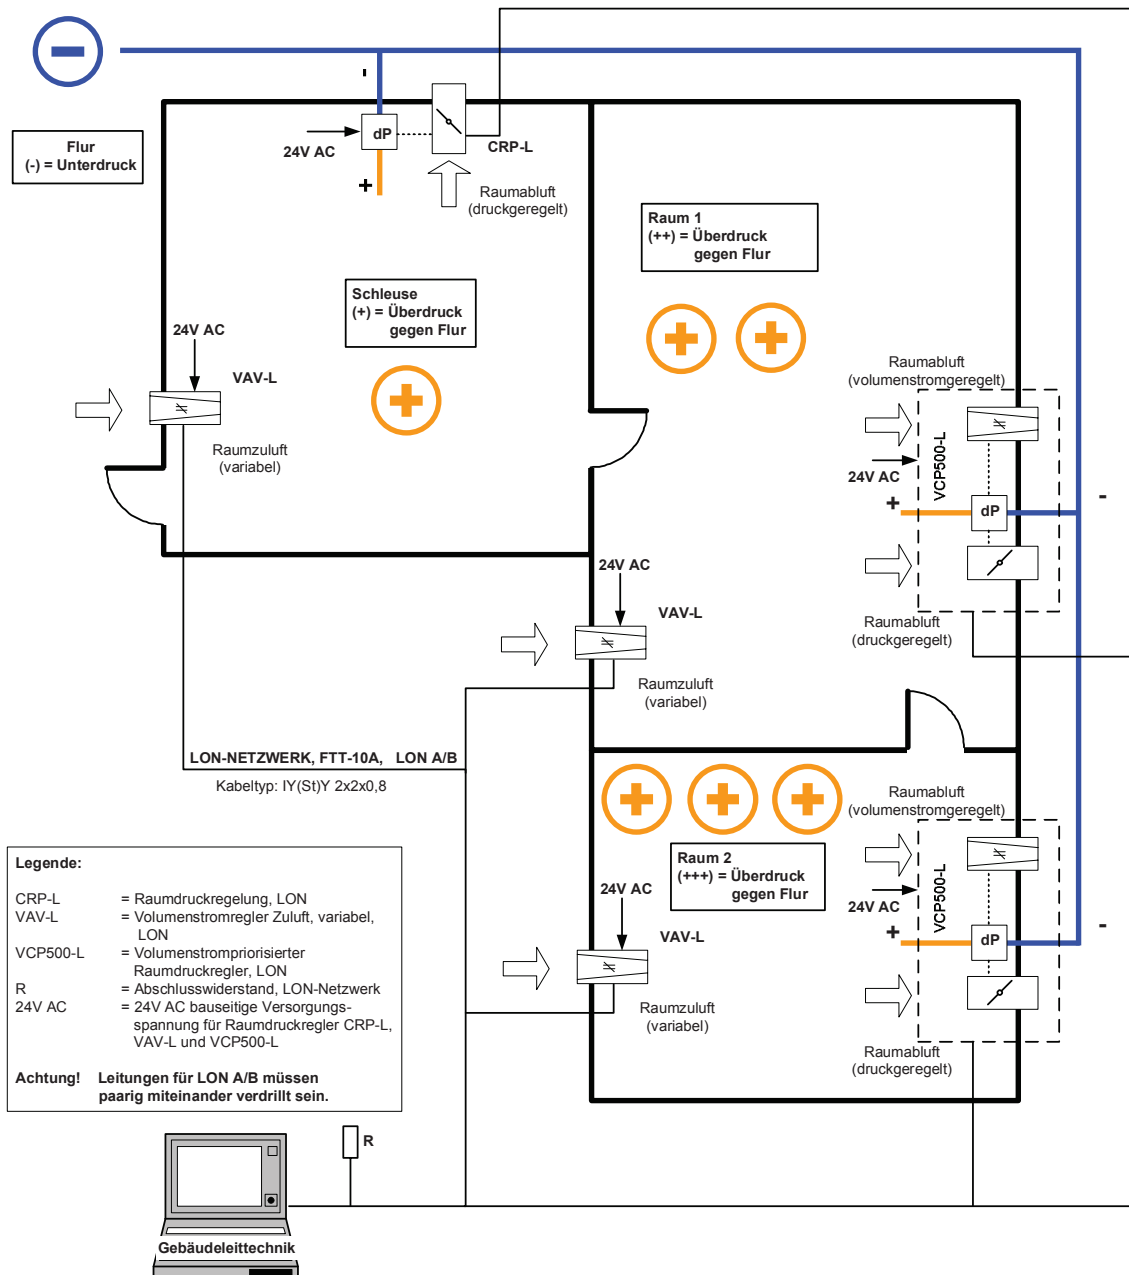 -
Flur
(-) = Unterdruck
24V AC
dP
+
CRP-L
Raumabluft
(druckgeregelt)
Raum 1
(++) = Überdruck
gegen Flur
Schleuse
(+) = Überdruck
gegen Flur
24V AC
VAV-L
Raumzuluft
(variabel)
Raumabluft
(volumenstromgeregelt)
VCP500-L
24V AC
+
dP
-
Raumabluft
(druckgeregelt)
24V AC
VAV-L
Raumzuluft
(variabel)
LON-NETZWERK, FTT-10A, LON A/B
Kabeltyp: IY(St)Y 2x2x0,8
Raum 2
(+++) = Überdruck
gegen Flur
24V AC
VAV-L
Raumzuluft
(variabel)
Raumabluft
(volumenstromgeregelt)
VCP500-L
24V AC
+
dP
-
Raumabluft
(druckgeregelt)
Legende:
CRP-L = Raumdruckregelung, LON
VAV-L = Volumenstromregler Zuluft, variabel,
LON
VCP500-L = Volumenstrompriorisierter
Raumdruckregler, LON
R = Abschlusswiderstand, LON-Netzwerk
24V AC = 24V AC bauseitige Versorgungs-
spannung für Raumdruckregler CRP-L,
VAV-L und VCP500-L
Achtung! Leitungen für LON A/B müssen
paarig miteinander verdrillt sein.
R
Gebäudeleittechnik